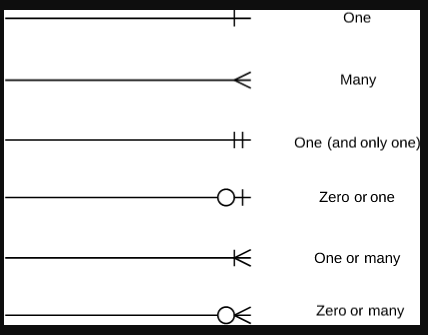 One
Many
One (and only one)
Zero or one
One or many
Zero or many